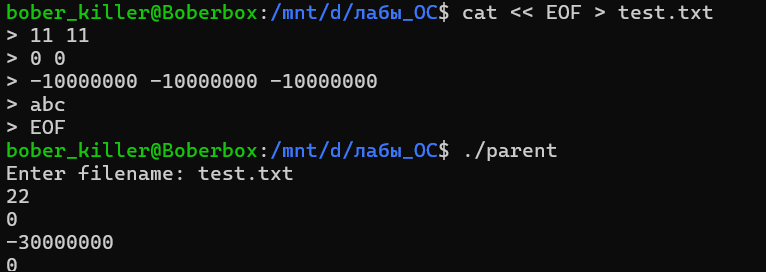 bober_killer@Boberbox:/mnt/d/лабы_ОС$ cat << EOF > test.txt
> 11 11
> 0 0
> -10000000 -10000000 -10000000
> abc
> EOF
bober_killer@Boberbox:/mnt/d/лабы_ОС$ ./parent
Enter filename: test.txt
22
0
-30000000
0